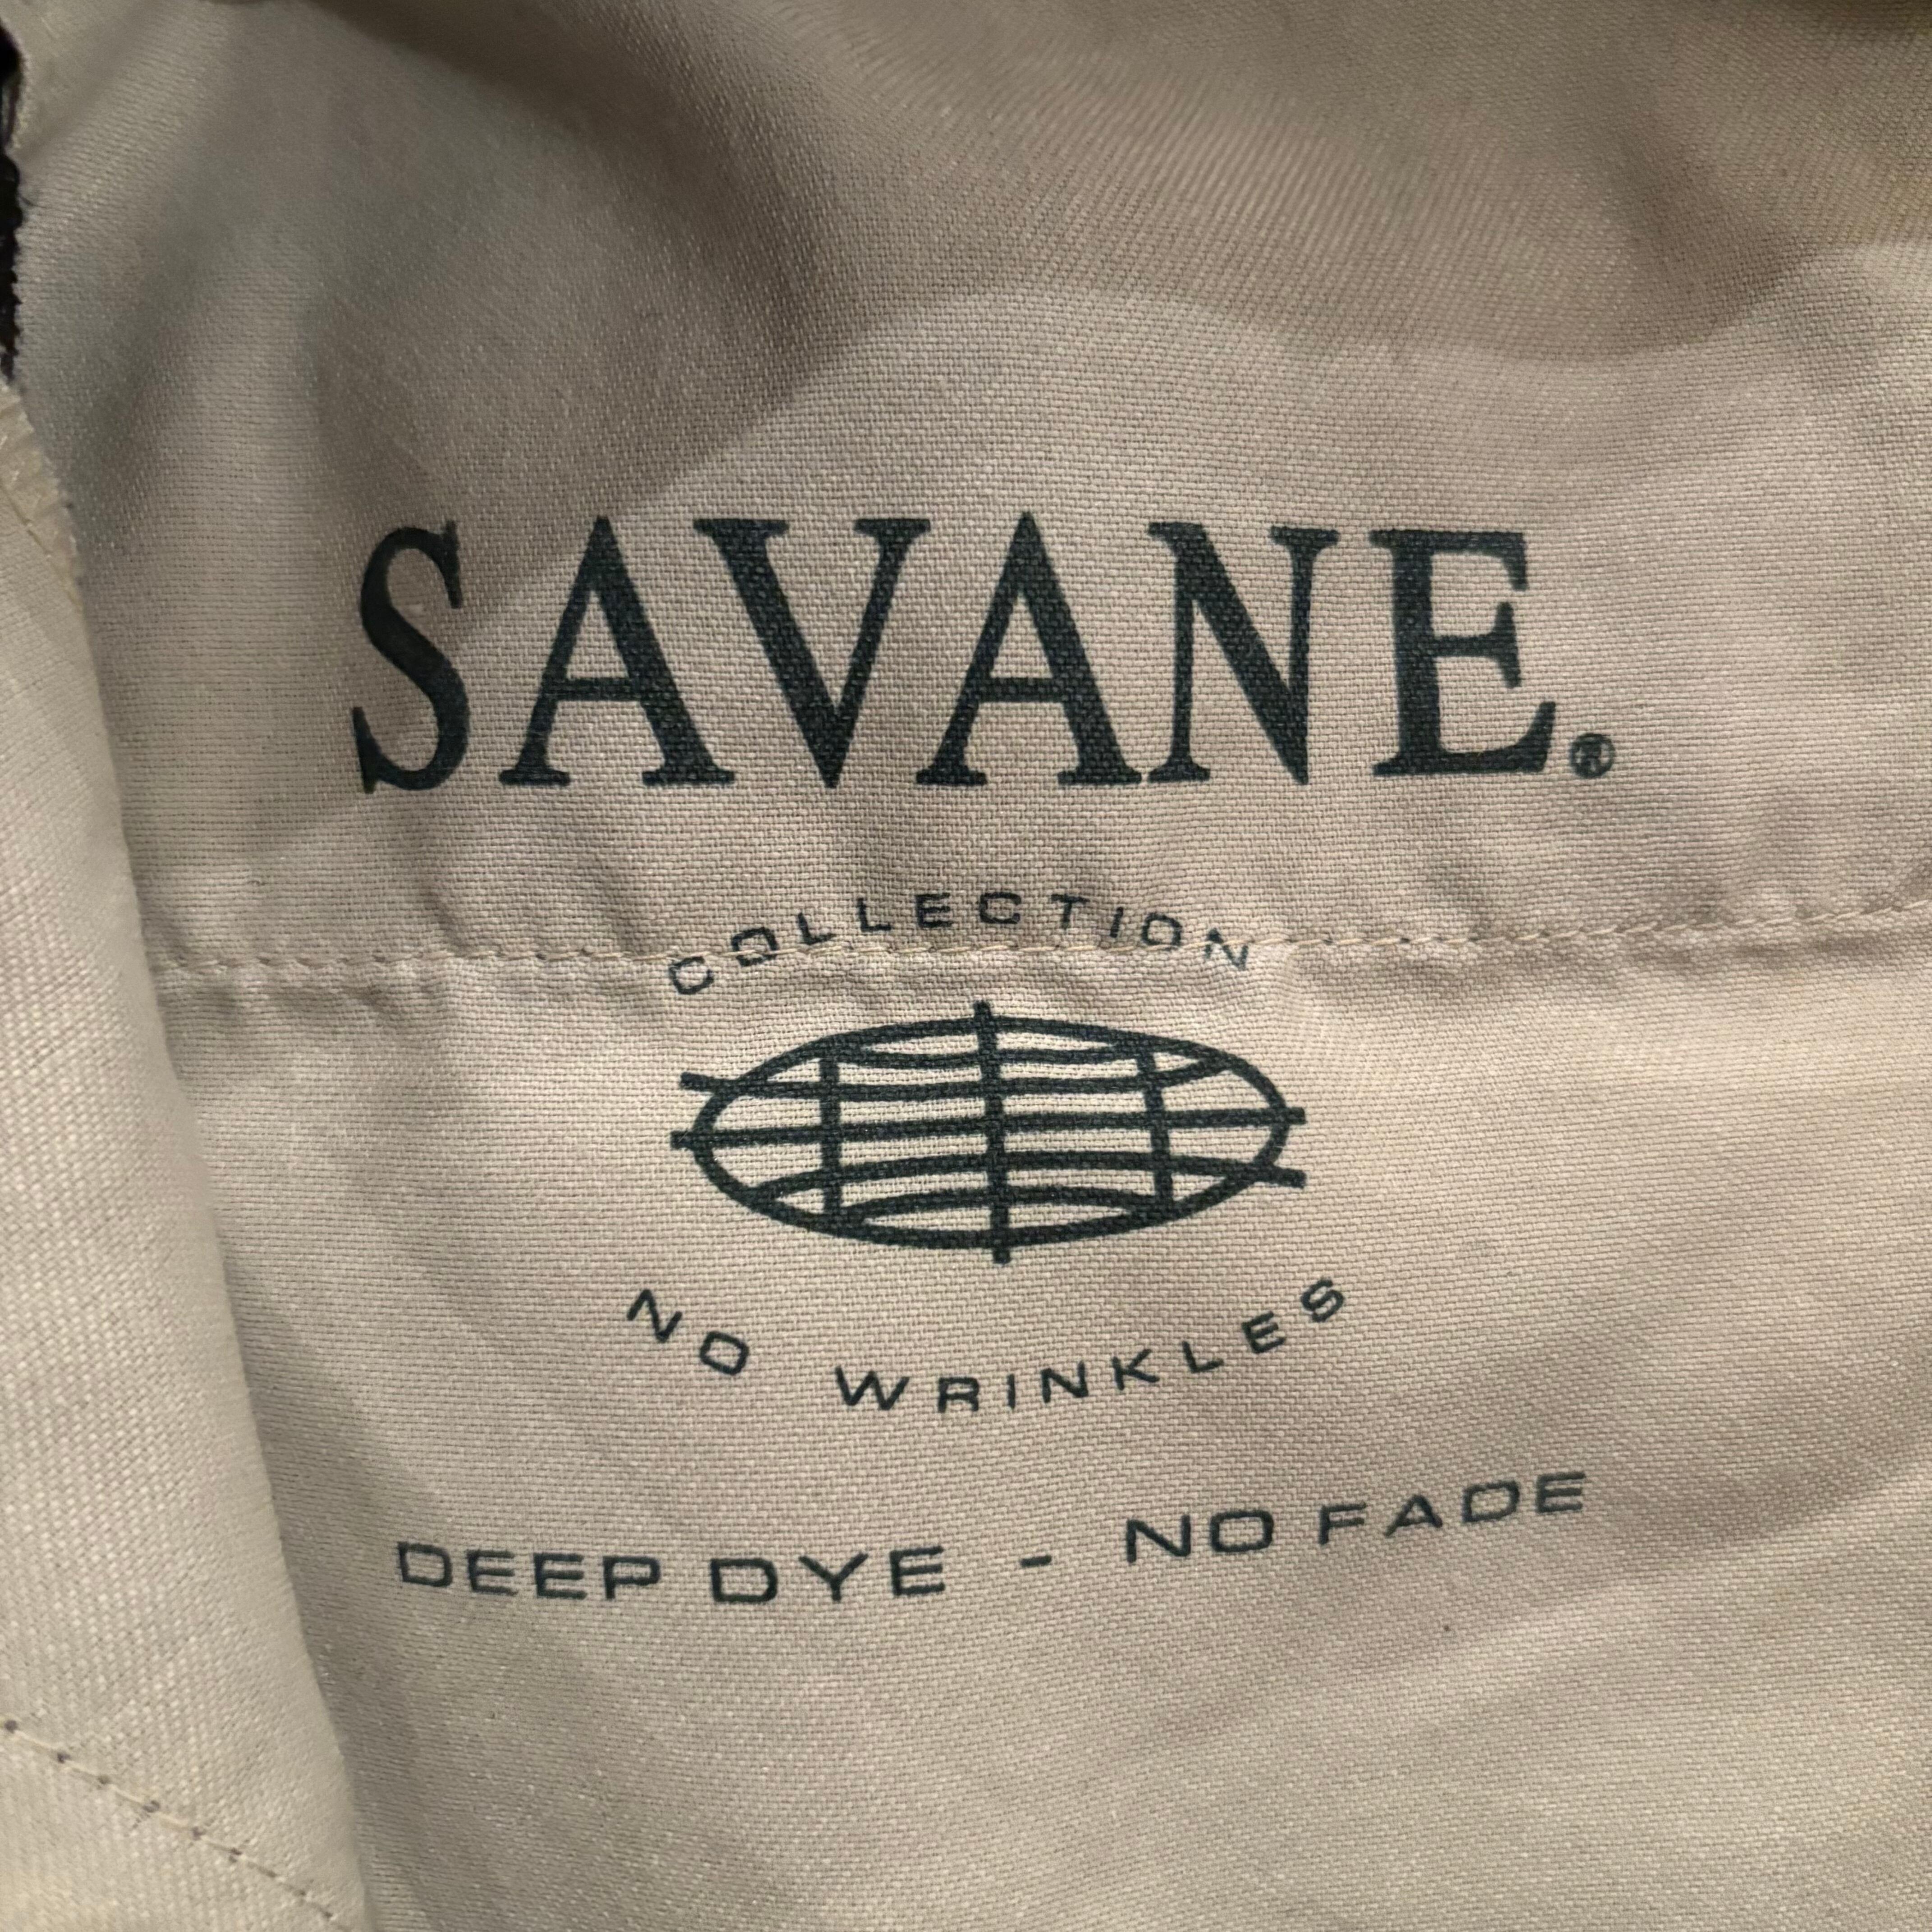 SAVANE®
COLLECTION
NO WRINKLES
DEEP DYE - NO FADE